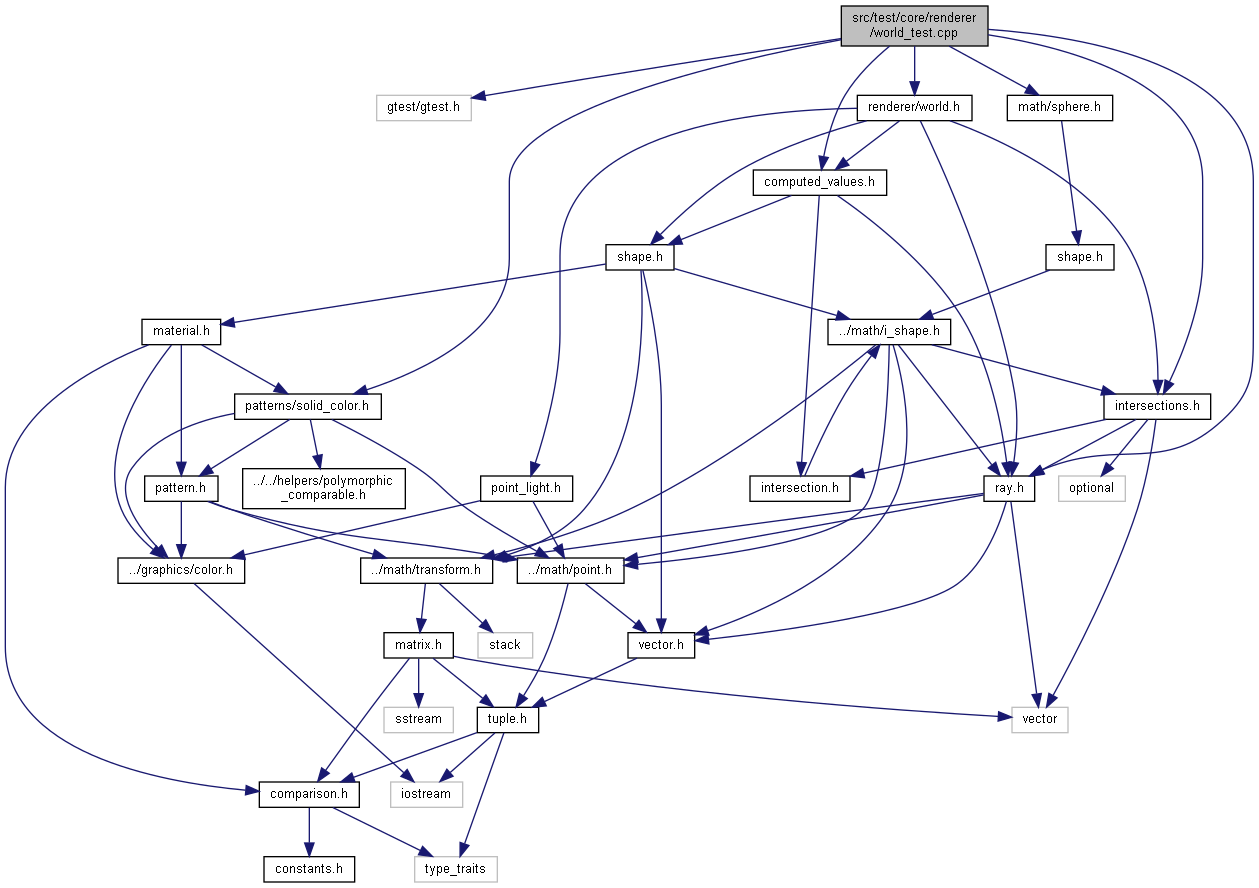 src/test/core/renderer
/world_test.cpp
gtest/gtest.h
renderer/world.h
math/sphere.h
computed_values.h
shape.h
shape.h
material.h
../math/i_shape.h
patterns/solid_color.h
intersections.h
../../helpers/polymorphic
_comparable.h
pattern.h
point_light.h
intersection.h
ray.h
optional
../graphics/color.h
../math/transform.h
../math/point.h
matrix.h
stack
vector.h
sstream
tuple.h
vector
comparison.h
iostream
constants.h
type_traits